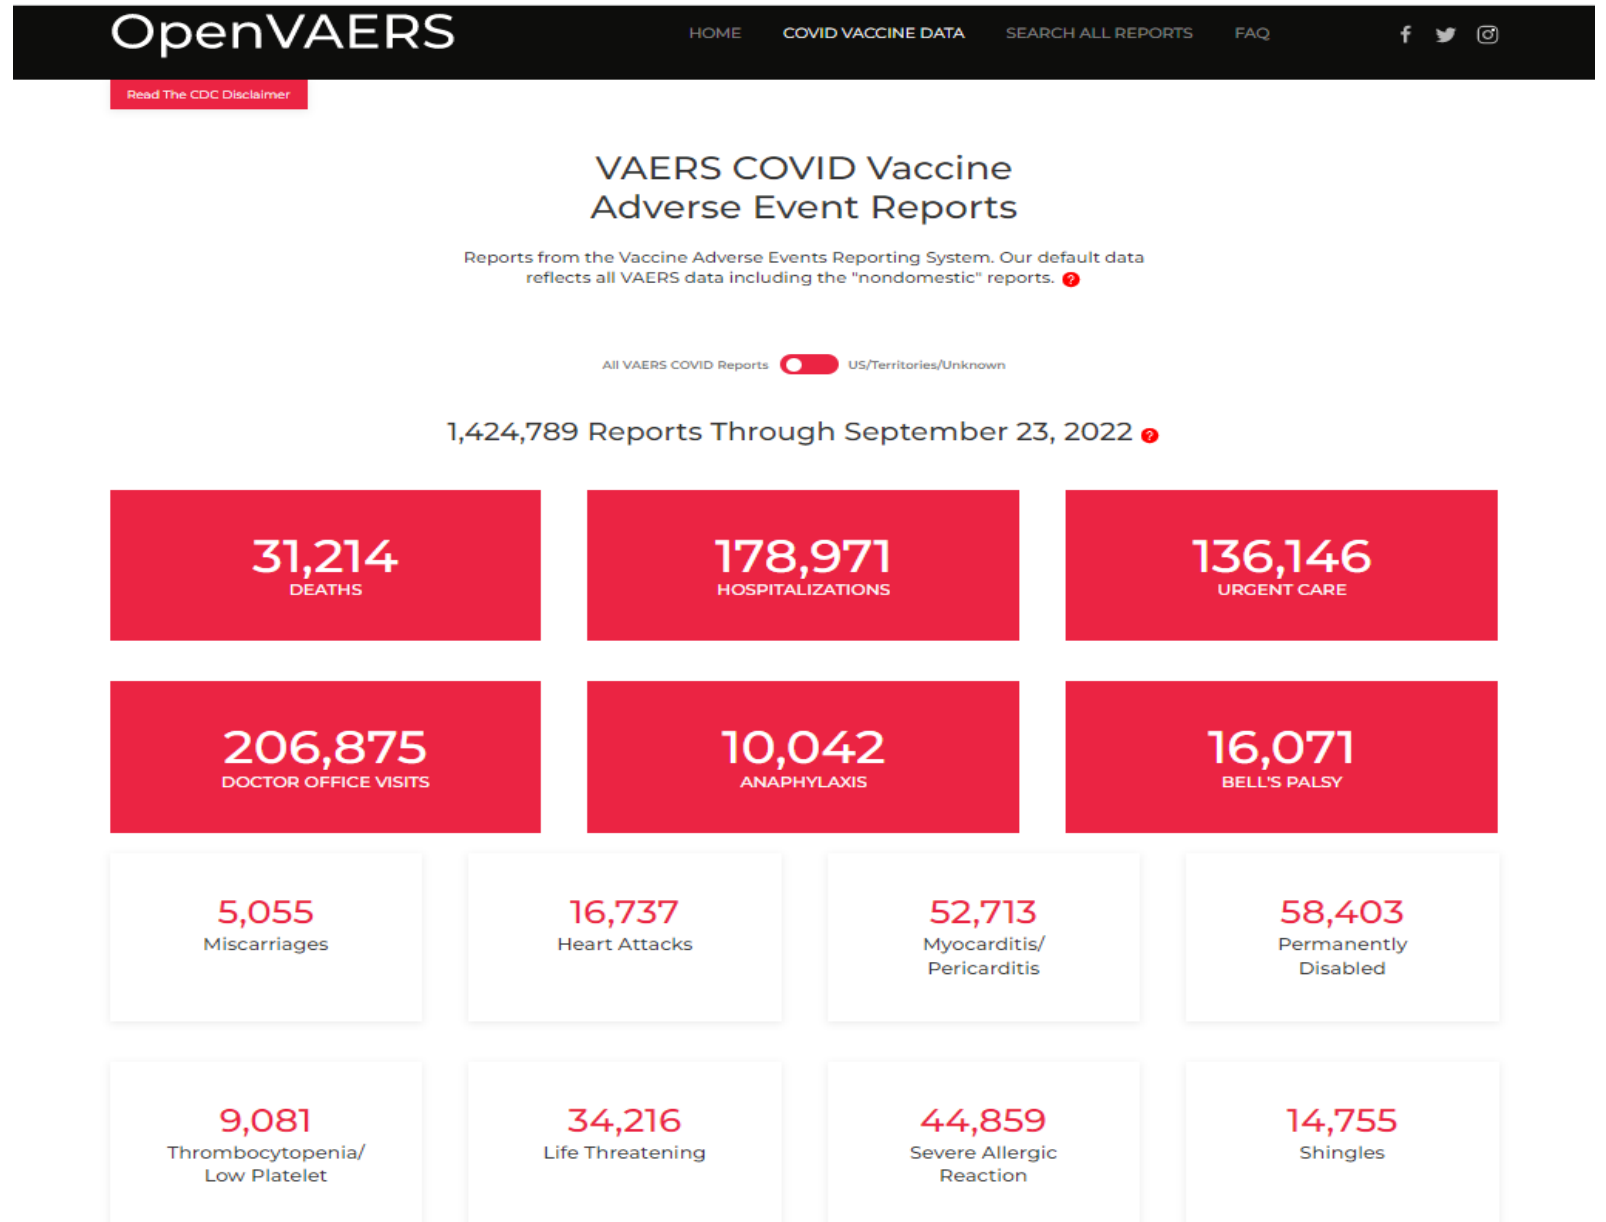 OpenVAERS
HOME COVID VACCINE DATA SEARCH ALL REPORTS FAQ
Read The CDC Disclaimer
VAERS COVID Vaccine
Adverse Event Reports
Reports from the Vaccine Adverse Events Reporting System. Our default data
reflects all VAERS data including the "nondomestic" reports. ?
All VAERS COVID Reports US/Territories/Unknown
1,424,789 Reports Through September 23, 2022 ?
31,214
DEATHS
178,971
HOSPITALIZATIONS
136,146
URGENT CARE
206,875
DOCTOR OFFICE VISITS
10,042
ANAPHYLAXIS
16,071
BELL'S PALSY
5,055
Miscarriages
16,737
Heart Attacks
52,713
Myocarditis/
Pericarditis
58,403
Permanently
Disabled
9,081
Thrombocytopenia/
Low Platelet
34,216
Life Threatening
44,859
Severe Allergic
Reaction
14,755
Shingles